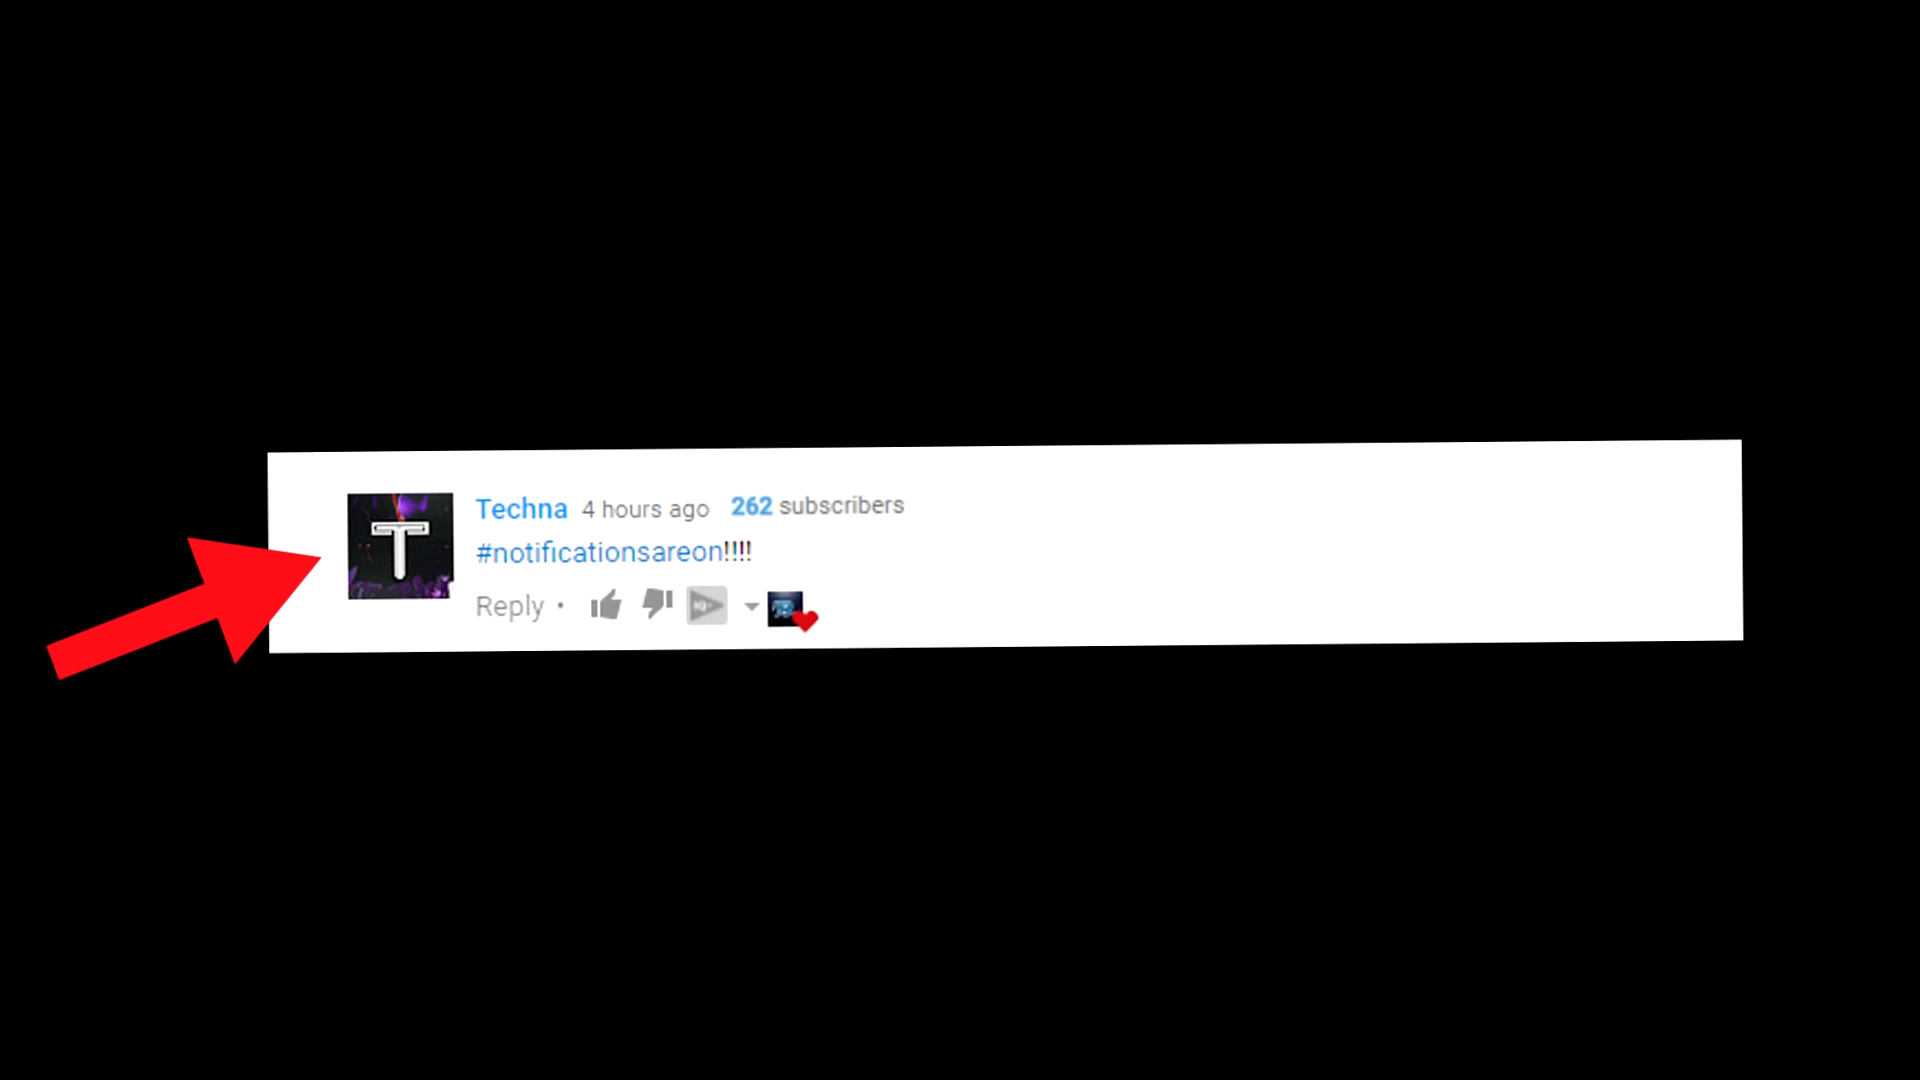 T
Techna 4 hours ago 262 subscribers
#notificationsareon!!!!
Reply •